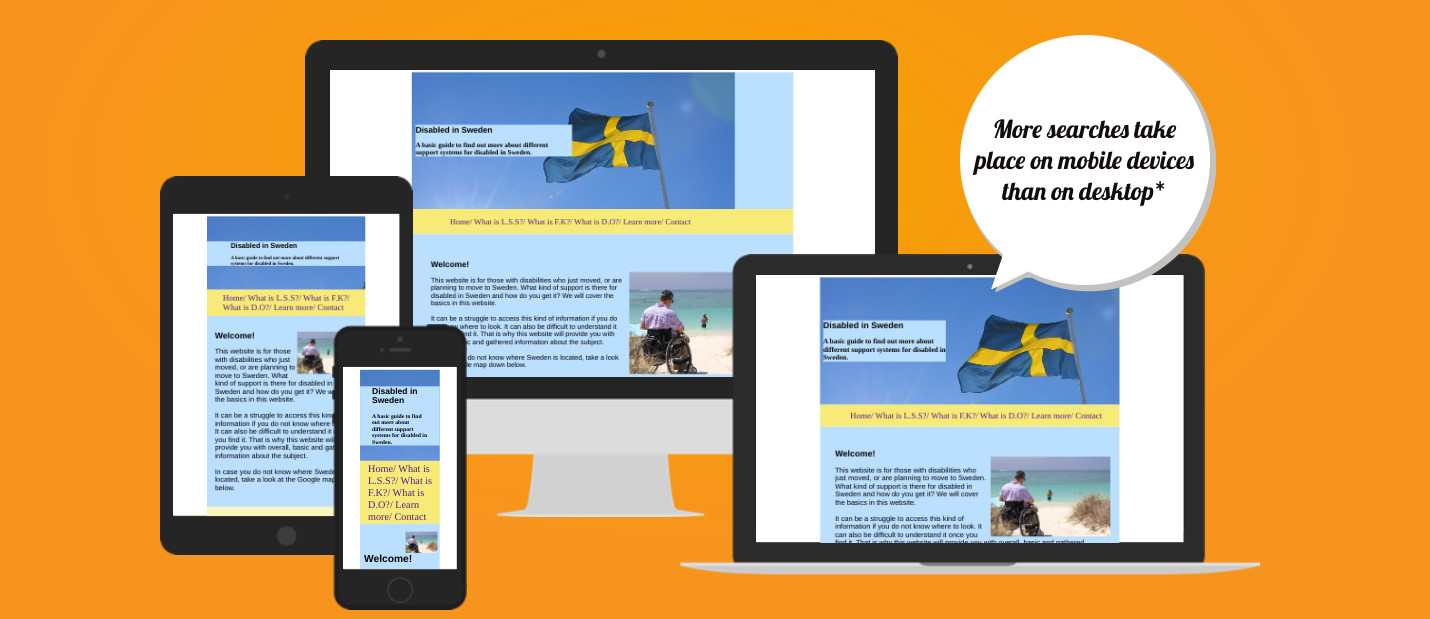 Disabled in Sweden
A basic guide to find out more about different
support systems for disabled in Sweden.
Home/ What is L.S.S?/ What is F.K?/ What is D.O?/ Learn more/ Contact
Welcome!
This website is for those with disabilities who just moved, or are
planning to move to Sweden. What kind of support is there for
disabled in Sweden and how do you get it? We will cover the
basics in this website.
It can be a struggle to access this kind of information if you do
where to look. It can also be difficult to understand it
find it. That is why this website will provide you with
and gathered information about the subject.
do not know where Sweden is located, take a look
map down below.
More searches take
place on mobile devices
than on desktop*
Disabled in Sweden
A basic guide to find out more about different support
systems for disabled in Sweden.
Home/ What is L.S.S?/ What is F.K?/
What is D.O?/ Learn more/ Contact
Welcome!
This website is for those
with disabilities who just
moved, or are planning to
move to Sweden. What
kind of support is there for disabled in
Sweden and how do you get it? We
the basics in this website.
It can be a struggle to access this
information if you do not know where
It can also be difficult to understand it
you find it. That is why this website
provide you with overall, basic and
information about the subject.
In case you do not know where
located, take a look at the Google map
below.
Disabled in
Sweden
A basic guide to find
out more about
different support
systems for disabled in
Sweden.
Home/ What is
L.S.S?/ What is
F.K?/ What is
D.O?/ Learn
more/ Contact
Welcome!
Disabled in Sweden
A basic guide to find out more about
different support systems for disabled in
Sweden.
Home/ What is L.S.S?/ What is F.K?/ What is D.O?/ Learn more/ Contact
Welcome!
This website is for those with disabilities who
just moved, or are planning to move to Sweden.
What kind of support is there for disabled in
Sweden and how do you get it? We will cover
the basics in this website.
It can be a struggle to access this kind of
information if you do not know where to look. It
can also be difficult to understand it once you
find it. That is why this website will provide you with overall, basic and gathered